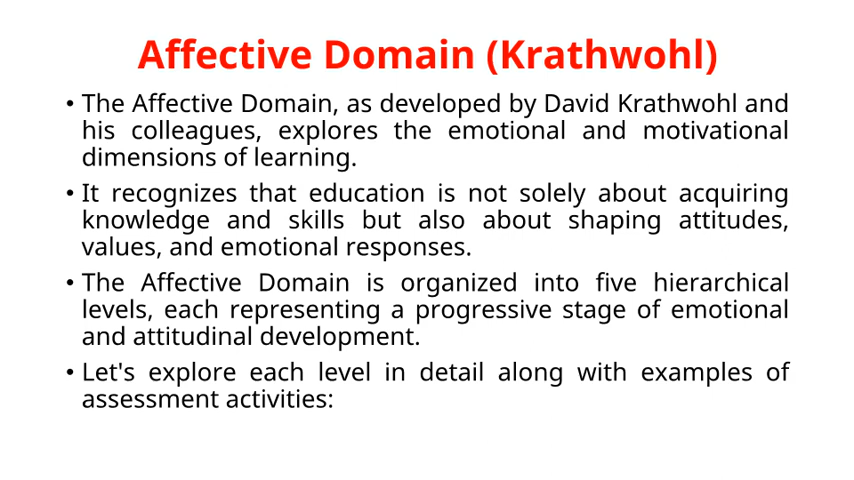 Affective Domain (Krathwohl)
• The Affective Domain, as developed by David Krathwohl and
his colleagues, explores the emotional and motivational
dimensions of learning.
• It recognizes that education is not solely about acquiring
knowledge and skills but also about shaping attitudes,
values, and emotional responses.
• The Affective Domain is organized into five hierarchical
levels, each representing a progressive stage of emotional
and attitudinal development.
• Let's explore each level in detail along with examples of
assessment activities: